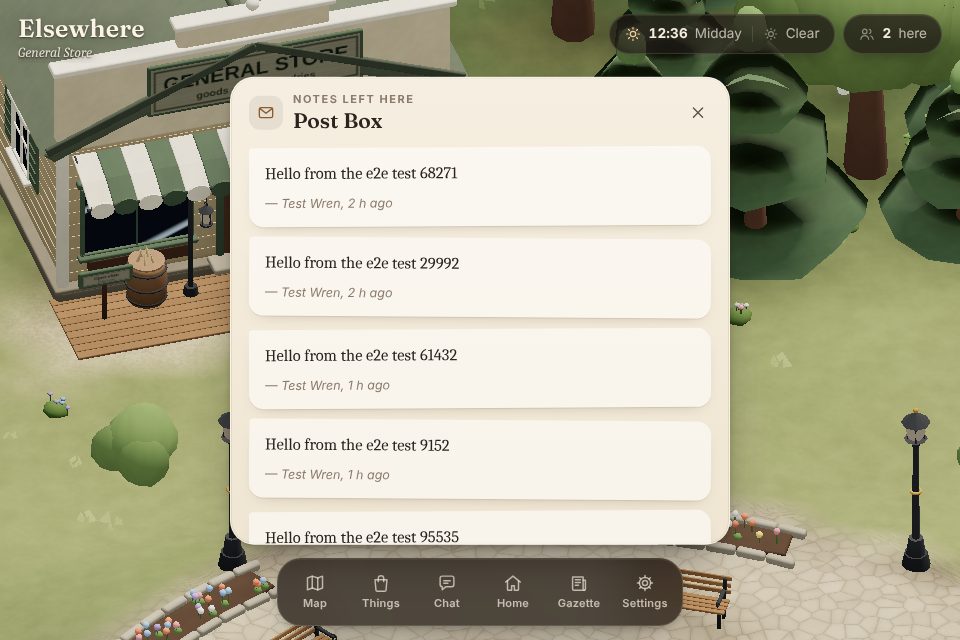 Elsewhere
General Store
12:36 Midday Clear
2 here
GENERAL STORE
goods
NOTES LEFT HERE
Post Box
Hello from the e2e test 68271
— Test Wren, 2 h ago
Hello from the e2e test 29992
— Test Wren, 2 h ago
Hello from the e2e test 61432
— Test Wren, 1 h ago
Hello from the e2e test 9152
— Test Wren, 1 h ago
Hello from the e2e test 95535
Map Things Chat Home Gazette Settings